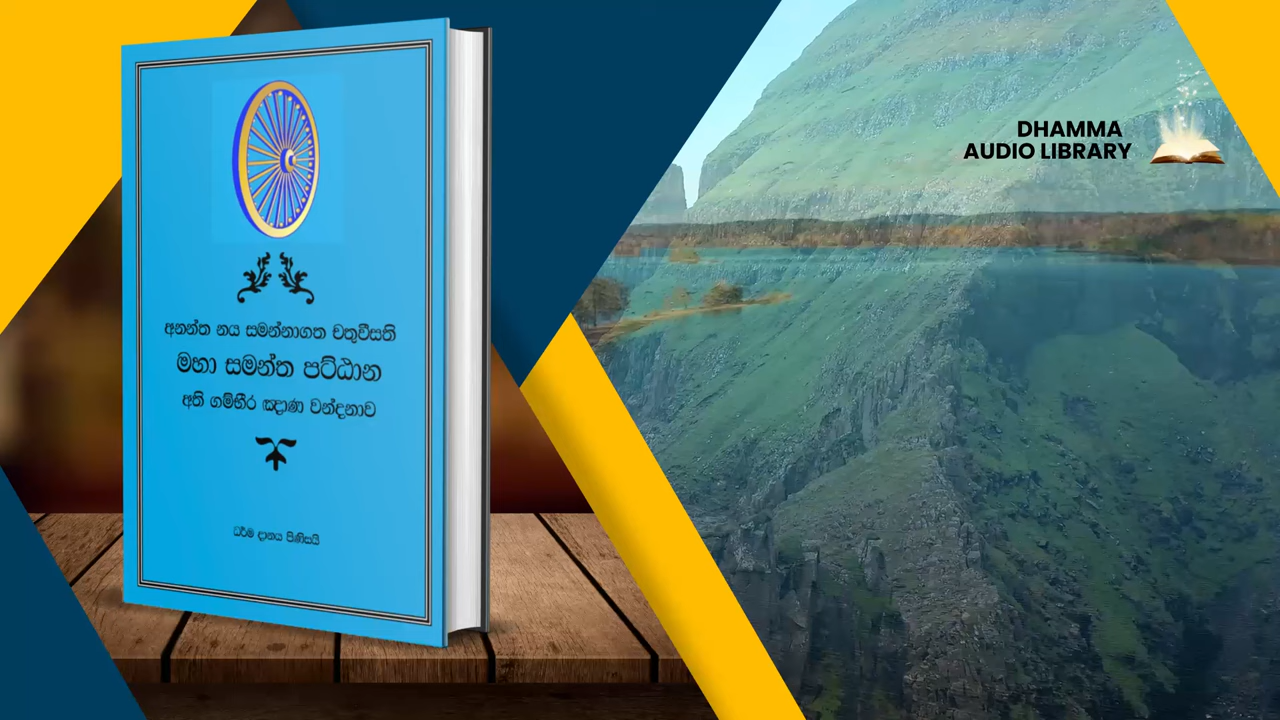 අනන්ත නය සමන්නාගත චතුවීසති
මහා සමන්ත පට්ඨාන
අති ගම්භීර ඤාණ වන්දනාව
ධර්ම දානය පිණිසයි
DHAMMA
AUDIO LIBRARY